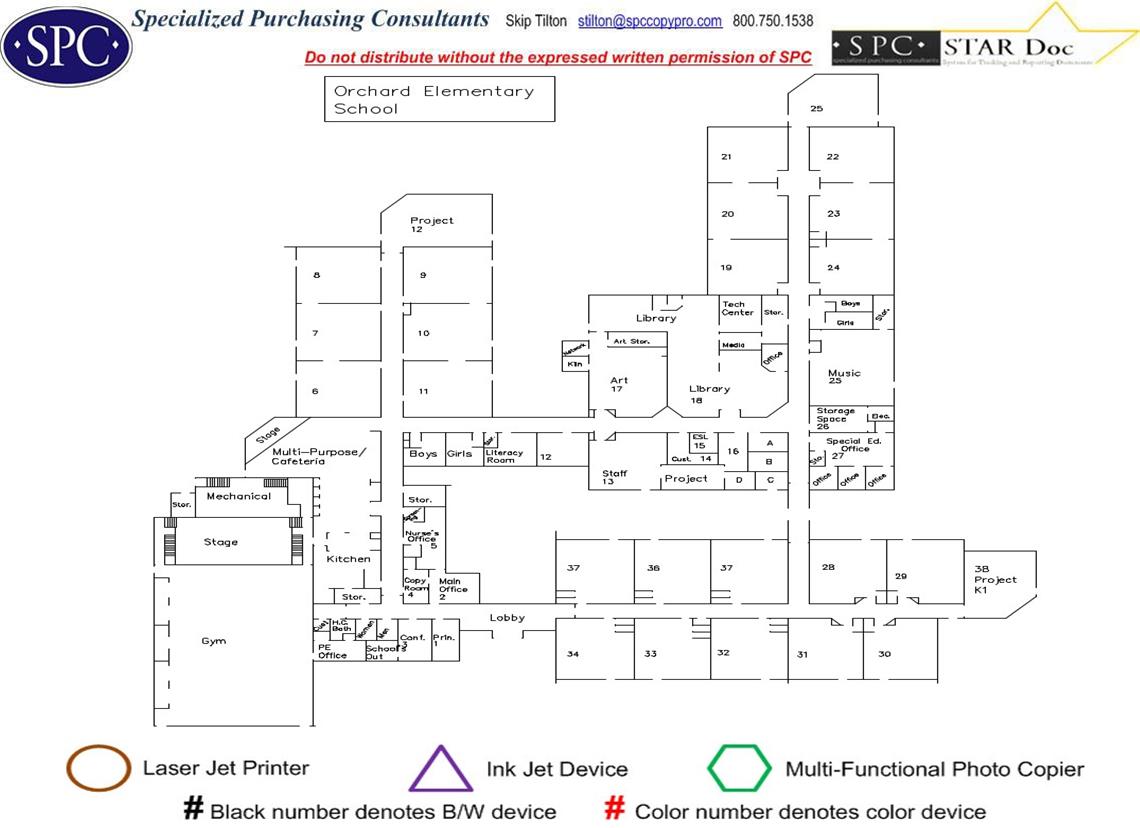 SPC
Specialized Purchasing Consultants Skip Tilton stilton@spccopypro.com 800.750.1538
Do not distribute without the expressed written permission of SPC
·SPC· STAR Doc
specialized purchasing consultants System for Tracking and Reporting Documents
Orchard Elementary
School
25
21
22
20
23
19
24
Project
12
8
9
7
10
6
11
Library
Tech
Center
Stor.
Boys
Girls
Stor.
Network
Kiln
Art Stor.
Media
Office
Art
17
Library
18
Music
25
Storage
Space
26
Elec.
Stage
Multi-Purpose/
Cafeteria
Boys
Girls
Stor.
Literacy
Room
12
Staff
13
ESL
15
Cust. 14
Project
16
A
B
C
D
Special Ed.
Office
27
Sto.
Office
Office
Office
Mechanical
Stor.
Stage
Stor.
Nurse's
Office
5
Kitchen
Stor.
Copy
Room
4
Main
Office
2
Lobby
37
36
37
28
29
3B
Project
K1
Gym
H.C.
Bath
Women
Men
PE
Office
School's
Out
Conf.
3
Prin.
1
34
33
32
31
30
Laser Jet Printer
Ink Jet Device
Multi-Functional Photo Copier
# Black number denotes B/W device
# Color number denotes color device